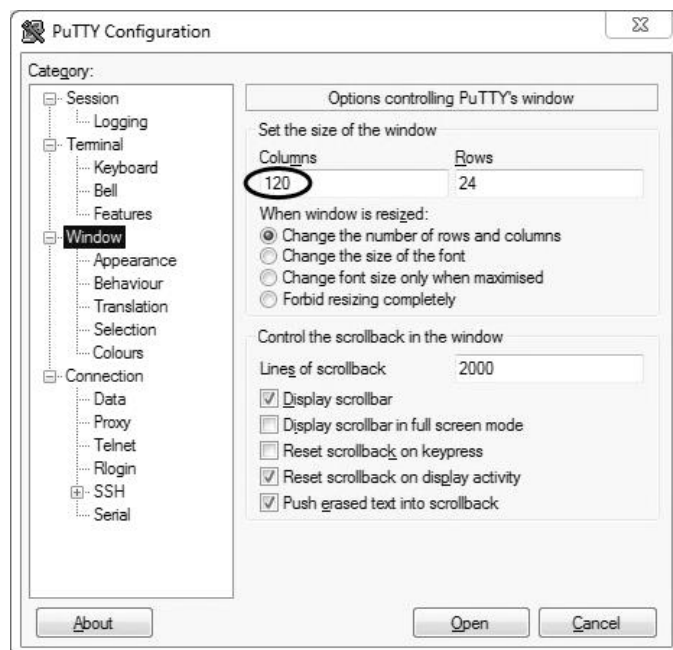 PuTTY Configuration
Category:
Session
Logging
Terminal
Keyboard
Bell
Features
Window
Appearance
Behaviour
Translation
Selection
Colours
Connection
Data
Proxy
Telnet
Rlogin
SSH
Serial
Options controlling PuTTY's window
Set the size of the window
Columns Rows
120 24
When window is resized:
Change the number of rows and columns
Change the size of the font
Change font size only when maximised
Forbid resizing completely
Control the scrollback in the window
Lines of scrollback 2000
Display scrollbar
Display scrollbar in full screen mode
Reset scrollback on keypress
Reset scrollback on display activity
Push erased text into scrollback
About Open Cancel